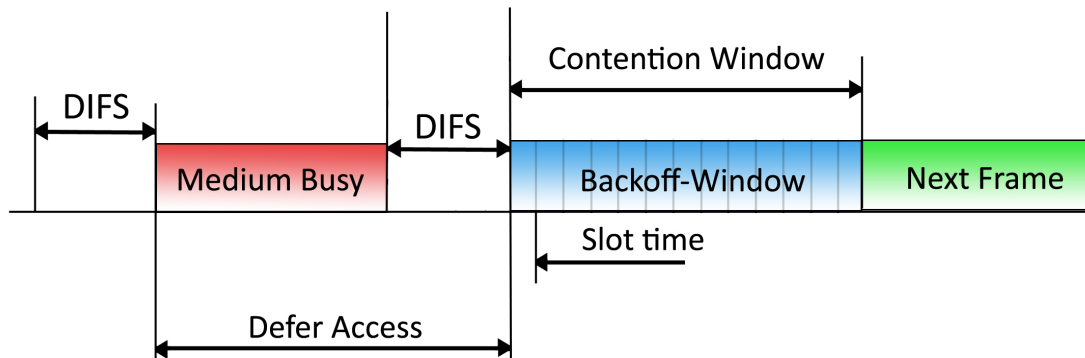 Contention Window
DIFS
DIFS
Medium Busy
Backoff-Window
Next Frame
Slot time
Defer Access